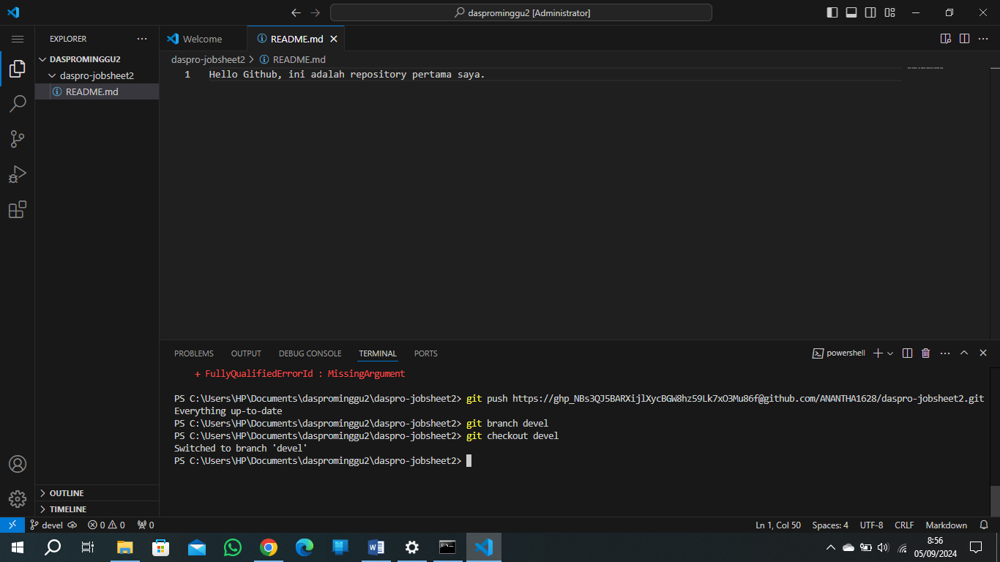 dasprominggu2 [Administrator]
EXPLORER
Welcome
README.md
DASPROMINGGU2
daspro-jobsheet2
README.md
daspro-jobsheet2 > README.md
1 Hello Github, ini adalah repository pertama saya.
PROBLEMS OUTPUT DEBUG CONSOLE TERMINAL PORTS
powershell
+ FullyQualifiedErrorId : MissingArgument
PS C:\Users\HP\Documents\dasprominggu2\daspro-jobsheet2> git push https://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@github.com/ANANTHA1628/daspro-jobsheet2.git
Everything up-to-date
PS C:\Users\HP\Documents\dasprominggu2\daspro-jobsheet2> git branch devel
PS C:\Users\HP\Documents\dasprominggu2\daspro-jobsheet2> git checkout devel
Switched to branch 'devel'
PS C:\Users\HP\Documents\dasprominggu2\daspro-jobsheet2>
OUTLINE
TIMELINE
devel 0 0 0
Ln 1, Col 50 Spaces: 4 UTF-8 CRLF Markdown
8:56
05/09/2024